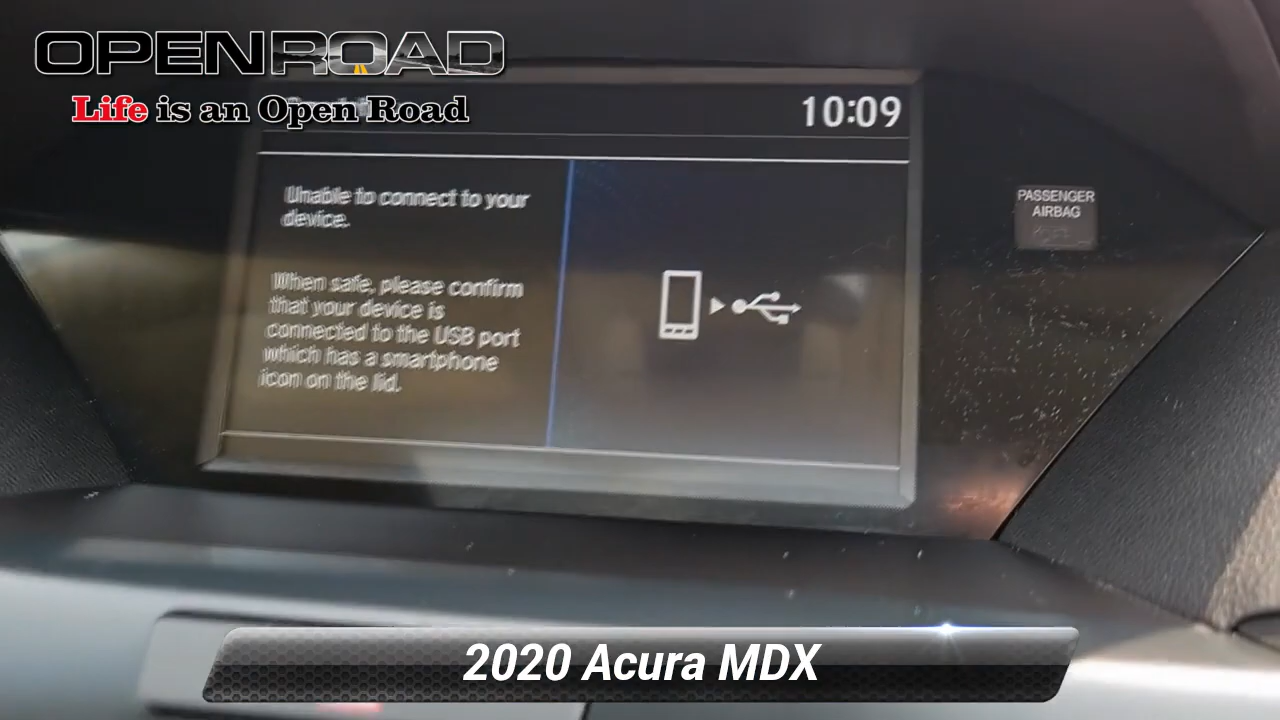 OPENROAD
Life is an Open Road
10:09
Unable to connect to your
device.
When safe, please confirm
that your device is
connected to the USB port
which has a smartphone
icon on the lid.
PASSENGER
AIRBAG
2020 Acura MDX